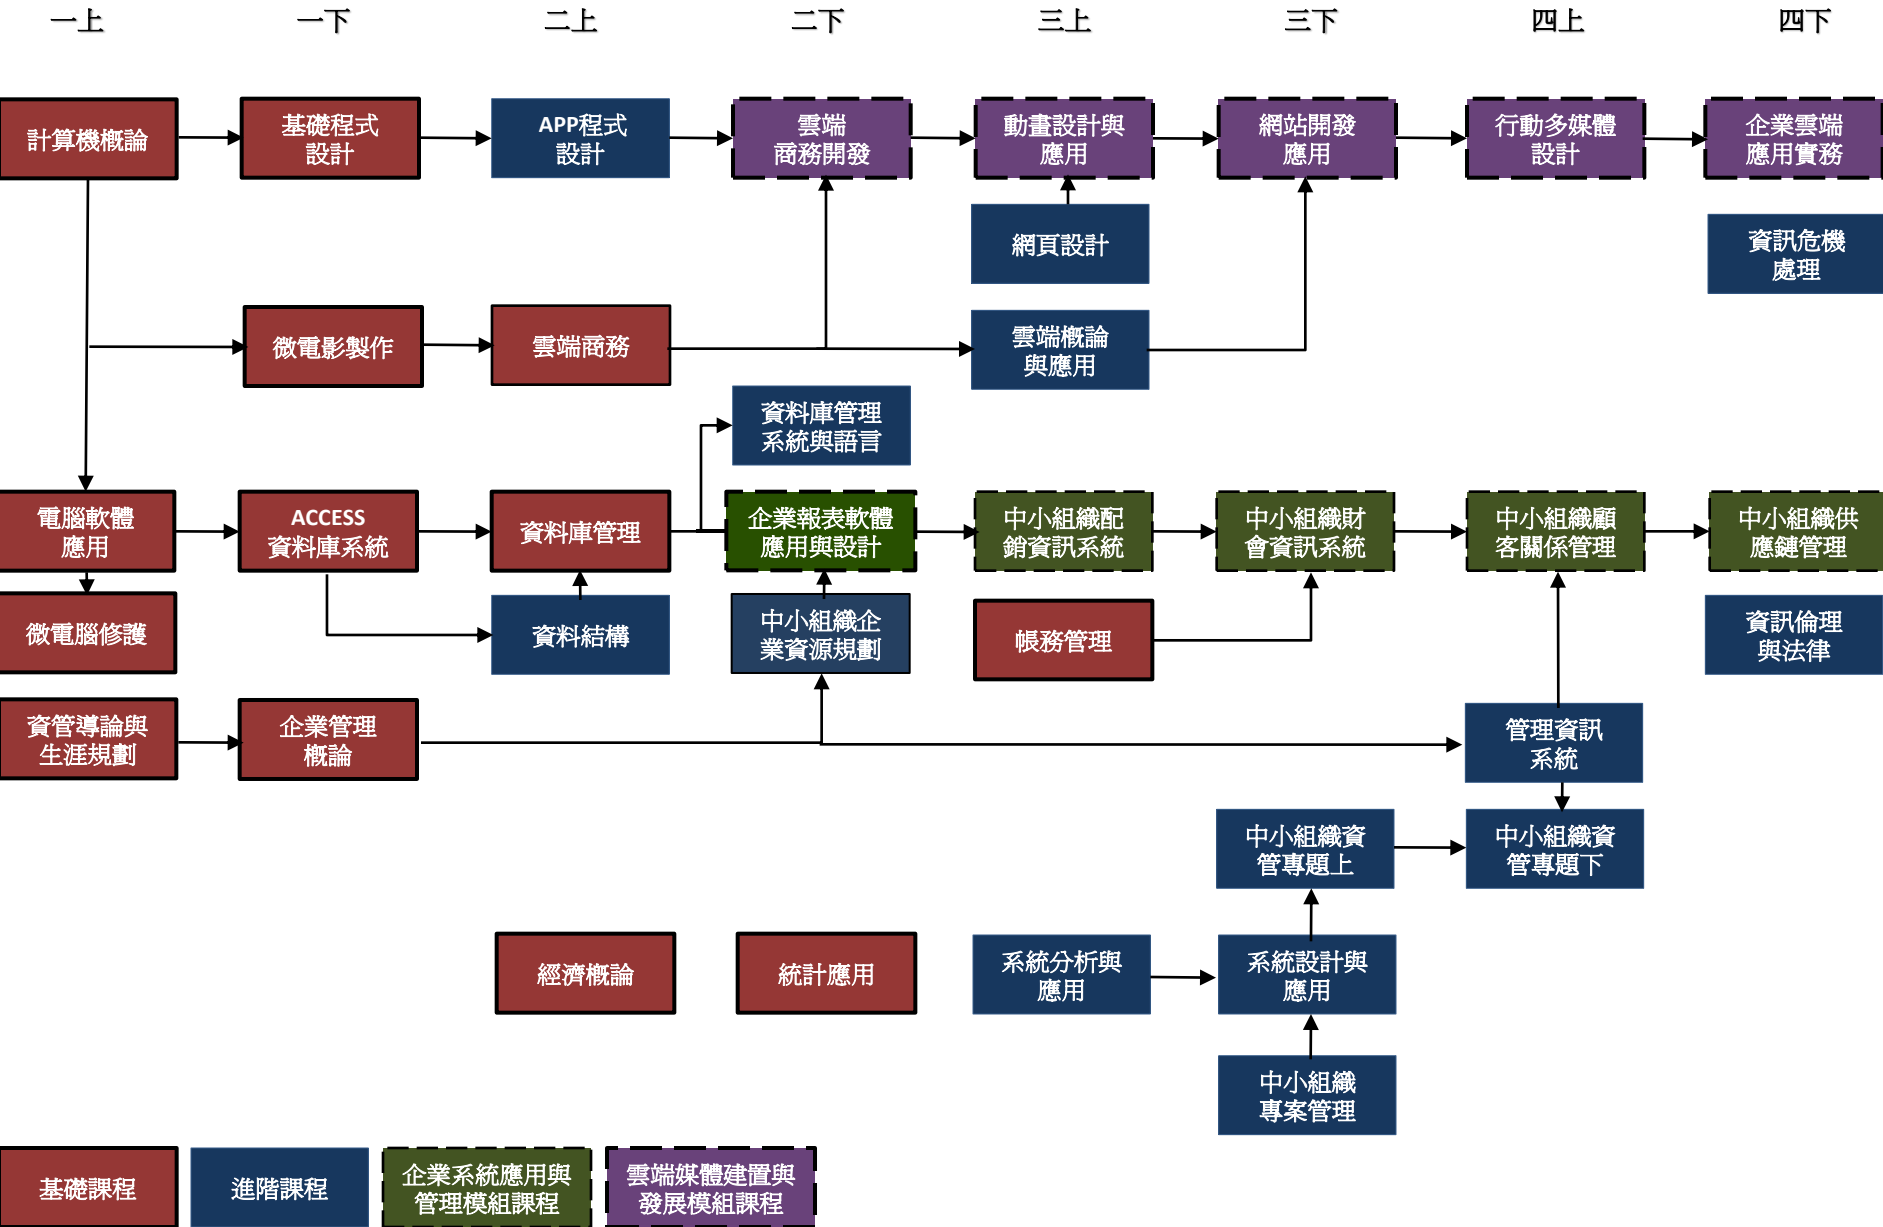 一上
一下
二上
二下
三上
三下
四上
四下
計算機概論
基礎程式
設計
APP程式
設計
雲端
商務開發
動畫設計與
應用
網站開發
應用
行動多媒體
設計
企業雲端
應用實務
網頁設計
資訊危機
處理
微電影製作
雲端商務
雲端概論
與應用
資料庫管理
系統與語言
電腦軟體
應用
ACCESS
資料庫系統
資料庫管理
企業報表軟體
應用與設計
中小組織配
銷資訊系統
中小組織財
會資訊系統
中小組織顧
客關係管理
中小組織供
應鏈管理
微電腦修護
資料結構
中小組織企
業資源規劃
帳務管理
資訊倫理
與法律
資管導論與
生涯規劃
企業管理
概論
管理資訊
系統
中小組織資
管專題上
中小組織資
管專題下
經濟概論
統計應用
系統分析與
應用
系統設計與
應用
中小組織
專案管理
基礎課程
進階課程
企業系統應用與
管理模組課程
雲端媒體建置與
發展模組課程